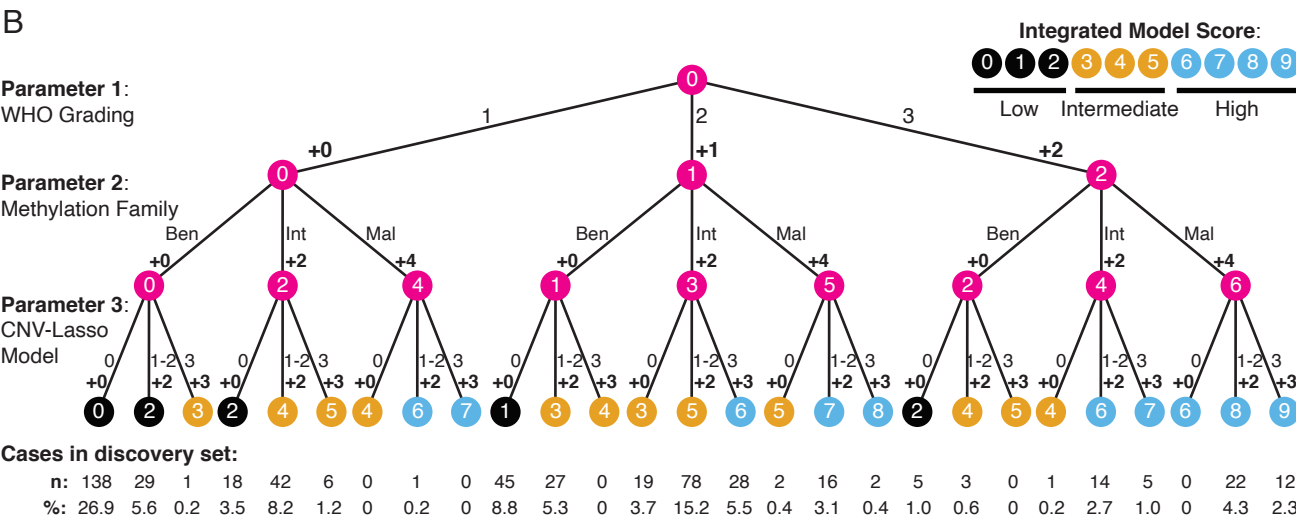 B
Integrated Model Score:
0 1 2 3 4 5 6 7 8 9
Low Intermediate High
Parameter 1:
WHO Grading
0
1 2 3
+0 +1 +2
Parameter 2:
Methylation Family
0 1 2
Ben Int Mal Ben Int Mal Ben Int Mal
+0 +2 +4 +0 +2 +4 +0 +2 +4
Parameter 3:
CNV-Lasso
Model
0 2 4 1 3 5 2 4 6
0 1-2 3 0 1-2 3 0 1-2 3 0 1-2 3 0 1-2 3 0 1-2 3 0 1-2 3 0 1-2 3 0 1-2 3
+0 +2 +3 +0 +2 +3 +0 +2 +3 +0 +2 +3 +0 +2 +3 +0 +2 +3 +0 +2 +3 +0 +2 +3 +0 +2 +3
0 2 3 2 4 5 4 6 7 1 3 4 3 5 6 5 7 8 2 4 5 4 6 7 6 8 9
Cases in discovery set:
n: 138 29 1 18 42 6 0 1 0 45 27 0 19 78 28 2 16 2 5 3 0 1 14 5 0 22 12
%: 26.9 5.6 0.2 3.5 8.2 1.2 0 0.2 0 8.8 5.3 0 3.7 15.2 5.5 0.4 3.1 0.4 1.0 0.6 0 0.2 2.7 1.0 0 4.3 2.3